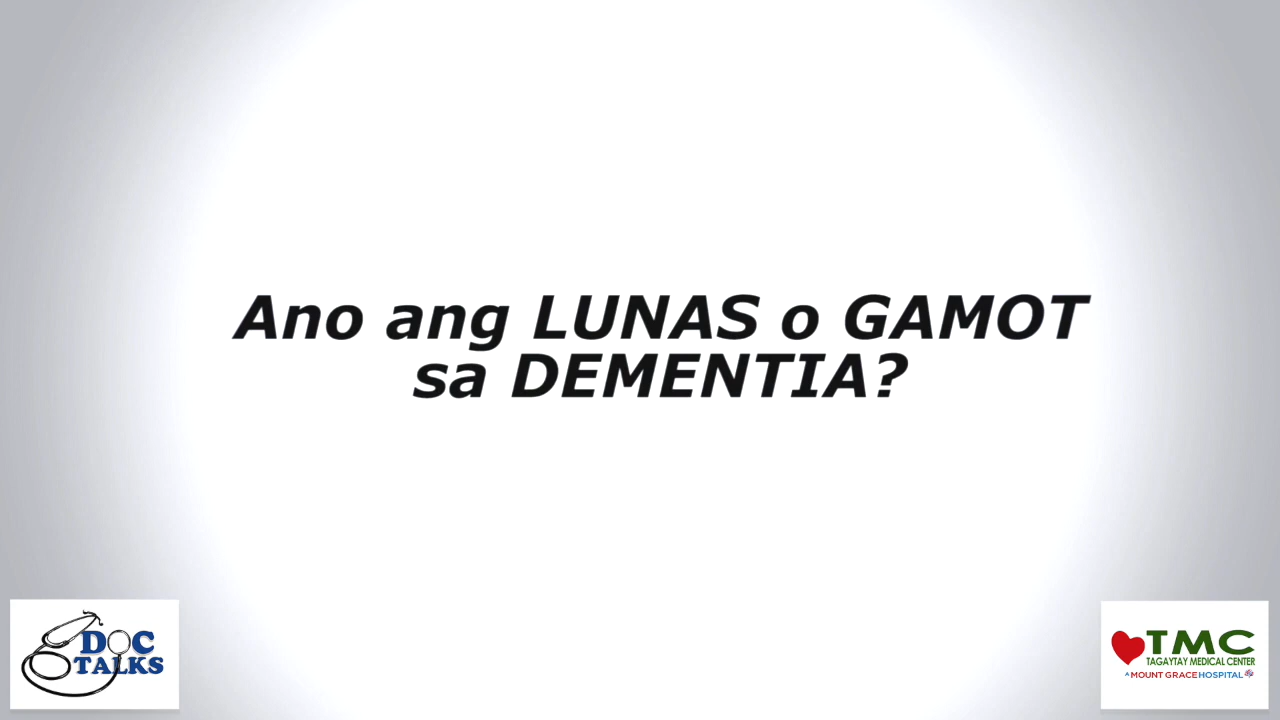 Ano ang LUNAS o GAMOT
sa DEMENTIA?
DOC
TALKS
TMC
TAGAYTAY MEDICAL CENTER
A MOUNT GRACE HOSPITAL